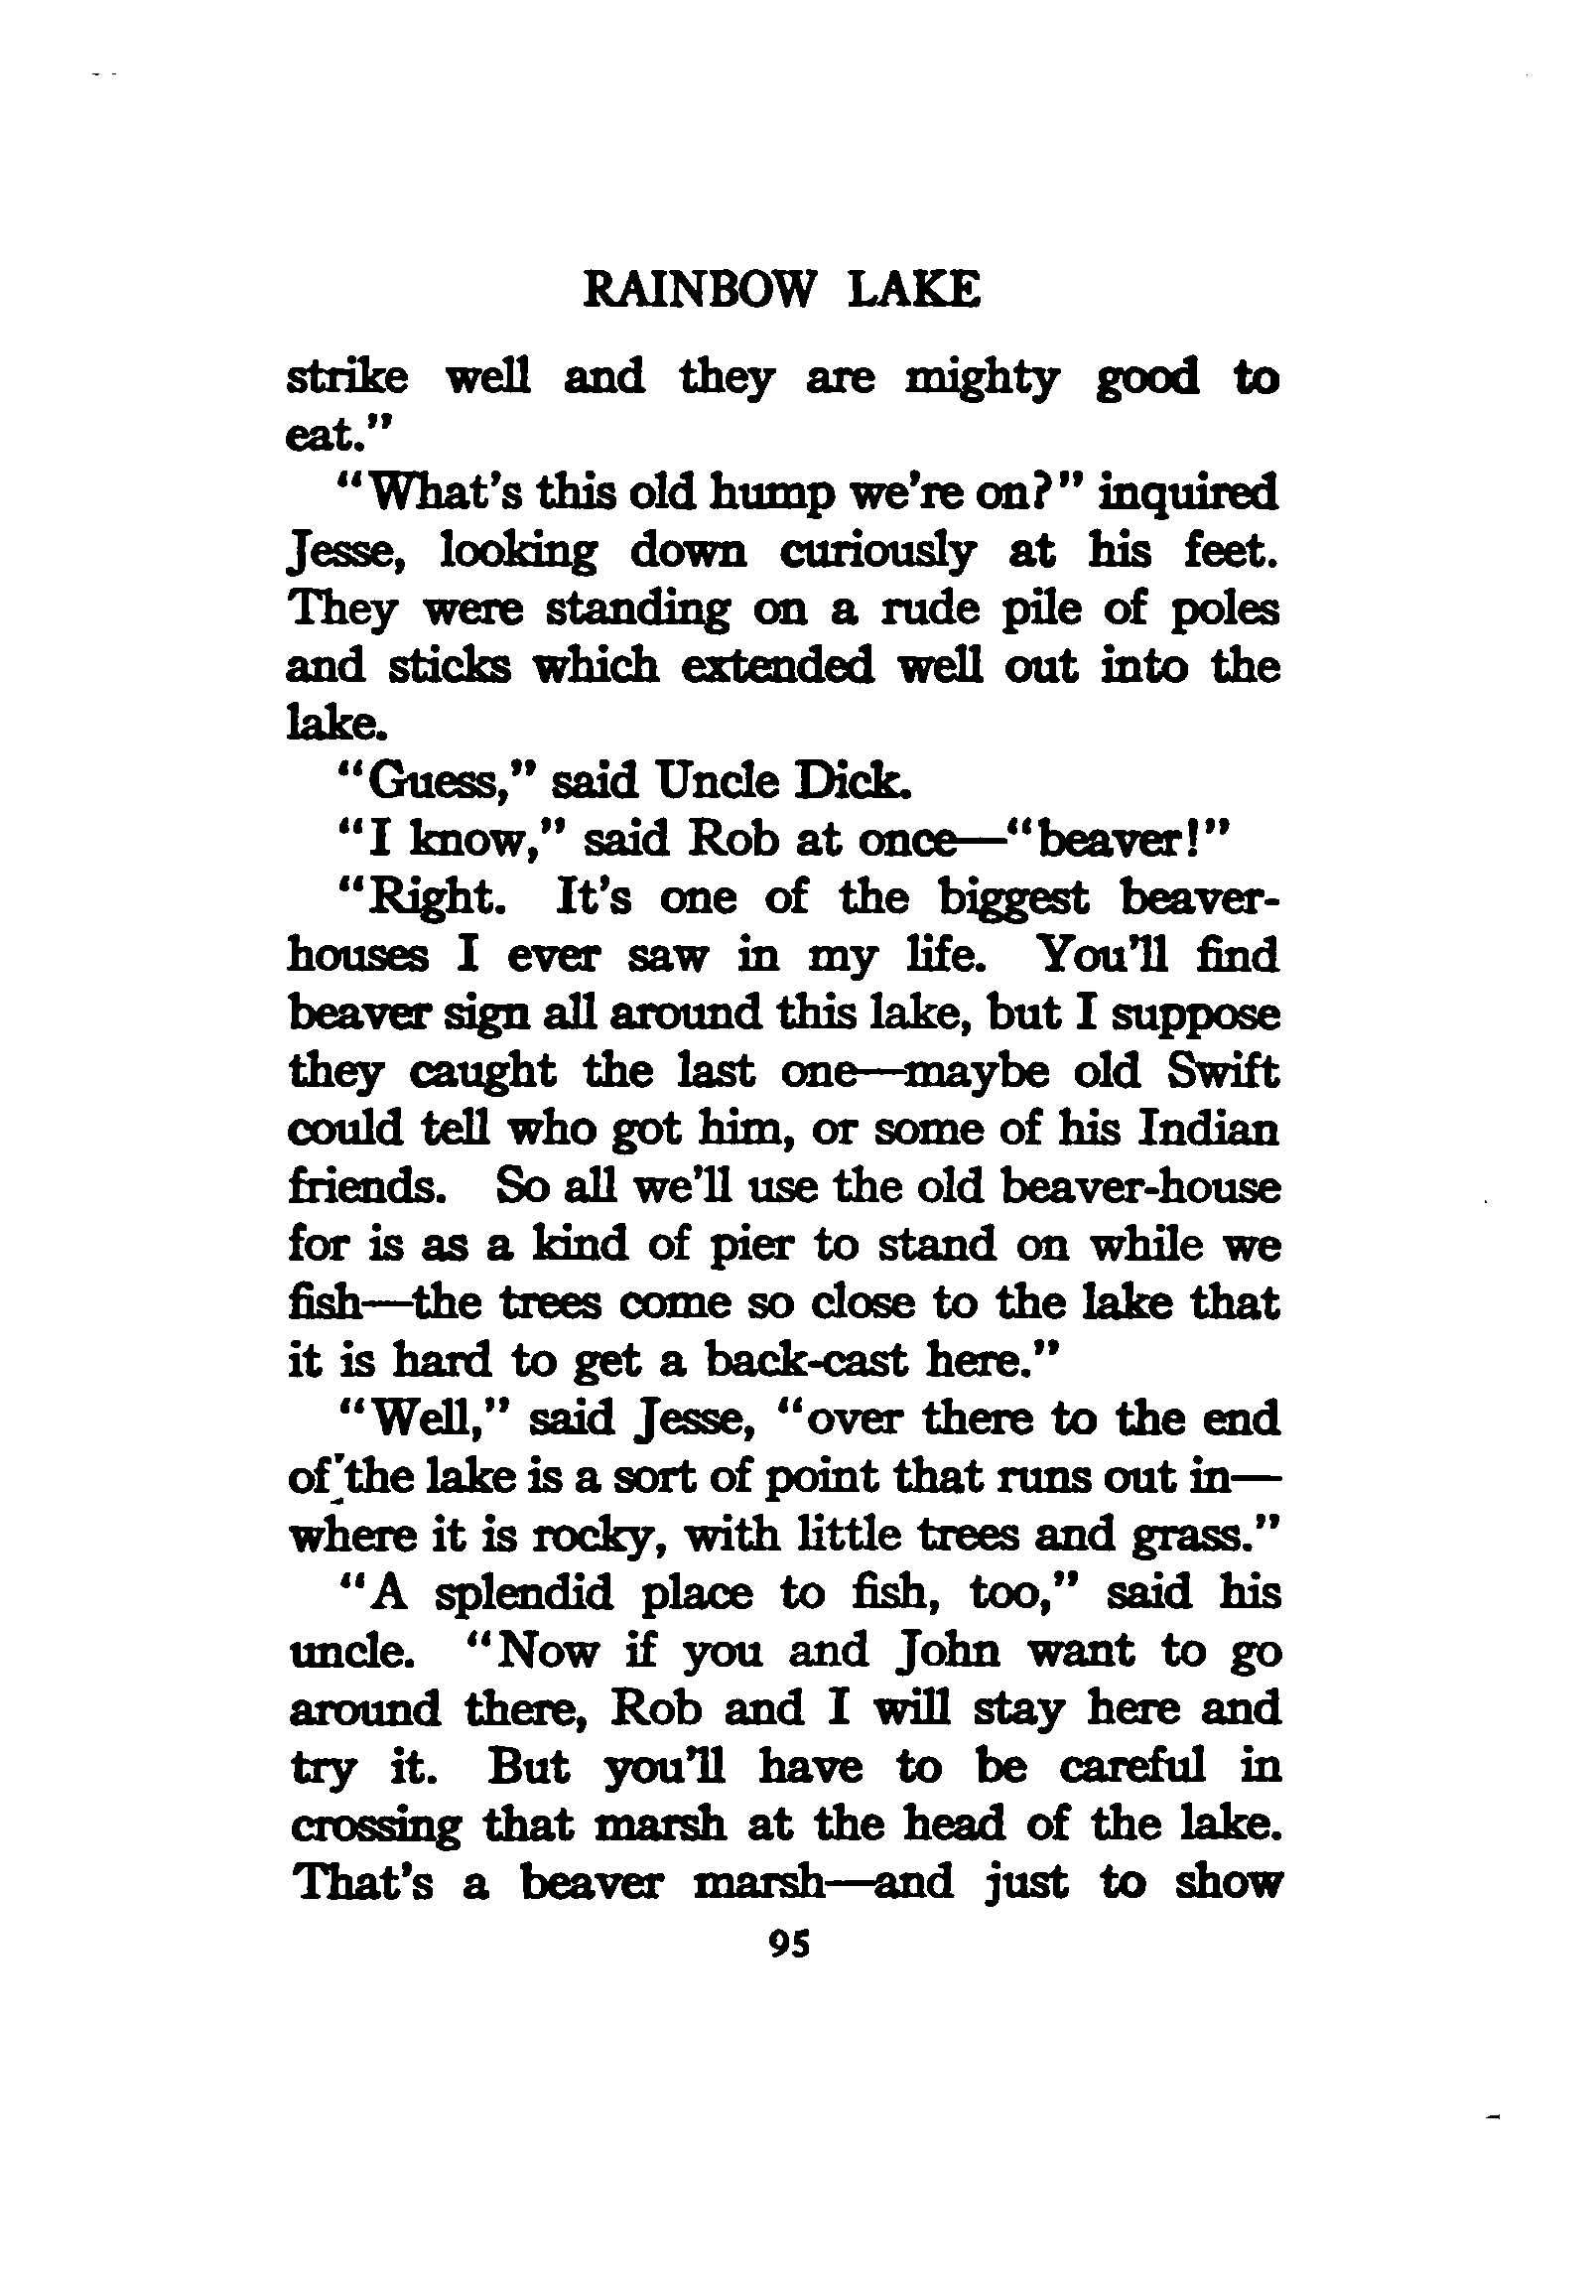 RAINBOW LAKE
strike well and they are mighty good to
eat.”
“What’s this old hump we’re on?” inquired
Jesse, looking down curiously at his feet.
They were standing on a rude pile of poles
and sticks which extended well out into the
lake.
“Guess,” said Uncle Dick.
“I know,” said Rob at once—“beaver!”
“Right. It’s one of the biggest beaver-
houses I ever saw in my life. You’ll find
beaver sign all around this lake, but I suppose
they caught the last one—maybe old Swift
could tell who got him, or some of his Indian
friends. So all we’ll use the old beaver-house
for is as a kind of pier to stand on while we
fish—the trees come so close to the lake that
it is hard to get a back-cast here.”
“Well,” said Jesse, “over there to the end
of the lake is a sort of point that runs out in—
where it is rocky, with little trees and grass.”
“A splendid place to fish, too,” said his
uncle. “Now if you and John want to go
around there, Rob and I will stay here and
try it. But you’ll have to be careful in
crossing that marsh at the head of the lake.
That’s a beaver marsh—and just to show
95